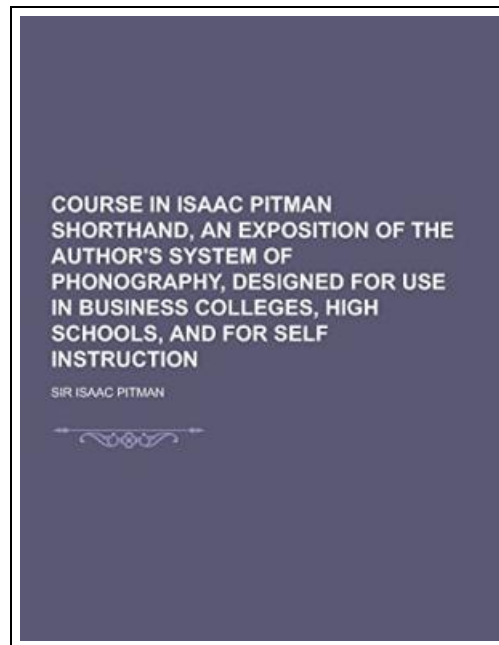 COURSE IN ISAAC PITMAN
SHORTHAND, AN EXPOSITION OF THE
AUTHOR'S SYSTEM OF
PHONOGRAPHY, DESIGNED FOR USE
IN BUSINESS COLLEGES, HIGH
SCHOOLS, AND FOR SELF
INSTRUCTION
SIR ISAAC PITMAN